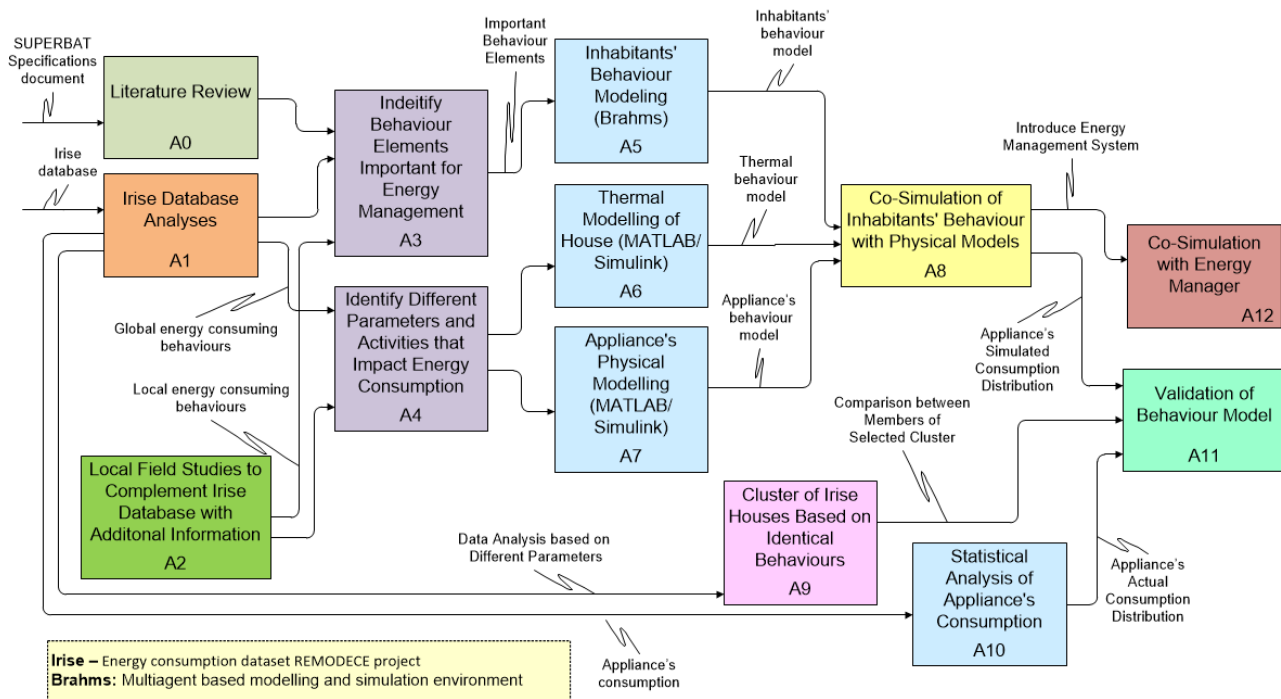 SUPERBAT
Specifications
document
Literature Review
A0
Irise
database
Irise Database
Analyses
A1
Global energy consuming
behaviours
Local energy consuming
behaviours
Local Field Studies to
Complement Irise
Database with
Additonal Information
A2
Indeitify
Behaviour
Elements
Important for
Energy
Management
A3
Identify Different
Parameters and
Activities that
Impact Energy
Consumption
A4
Important
Behaviour
Elements
Inhabitants'
Behaviour
Modeling
(Brahms)
A5
Thermal
Modelling of
House (MATLAB/
Simulink)
A6
Appliance's
Physical
Modelling
(MATLAB/
Simulink)
A7
Inhabitants'
behaviour
model
Thermal
behaviour
model
Appliance's
behaviour
model
Co-Simulation of
Inhabitants' Behaviour
with Physical Models
A8
Introduce Energy
Management System
Co-Simulation
with Energy
Manager
A12
Appliance's
Simulated
Consumption
Distribution
Comparison between
Members of
Selected Cluster
Validation of
Behaviour Model
A11
Cluster of Irise
Houses Based on
Identical
Behaviours
A9
Data Analysis based on
Different Parameters
Statistical
Analysis of
Appliance's
Consumption
A10
Appliance's
Actual
Consumption
Distribution
Appliance's
consumption
Irise – Energy consumption dataset REMODECE project
Brahms: Multiagent based modelling and simulation environment